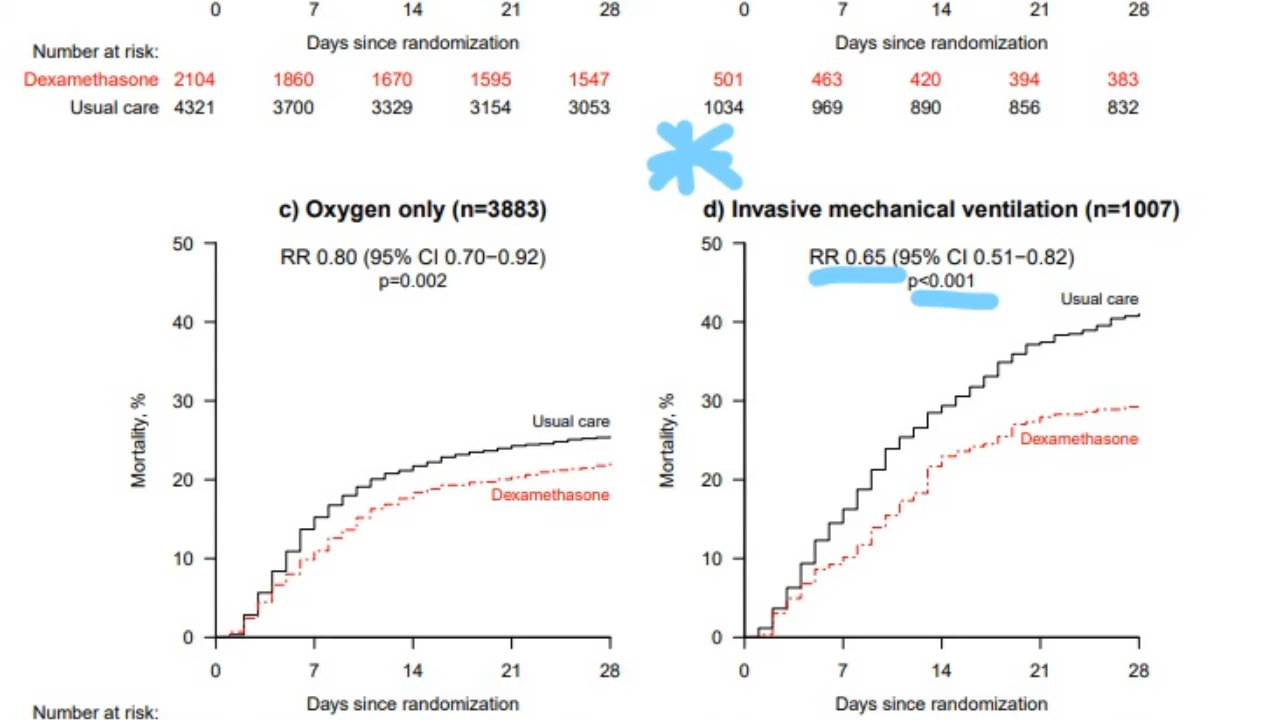 0 7 14 21 28 0 7 14 21 28
Days since randomization Days since randomization
Number at risk:
Dexamethasone 2104 1860 1670 1595 1547 501 463 420 394 383
Usual care 4321 3700 3329 3154 3053 1034 969 890 856 832
c) Oxygen only (n=3883)
RR 0.80 (95% CI 0.70−0.92)
p=0.002
50
40
30
20
10
0
Mortality, %
Usual care
Dexamethasone
0 7 14 21 28
Days since randomization
Number at risk:
d) Invasive mechanical ventilation (n=1007)
RR 0.65 (95% CI 0.51−0.82)
p<0.001
50
40
30
20
10
0
Mortality, %
Usual care
Dexamethasone
0 7 14 21 28
Days since randomization